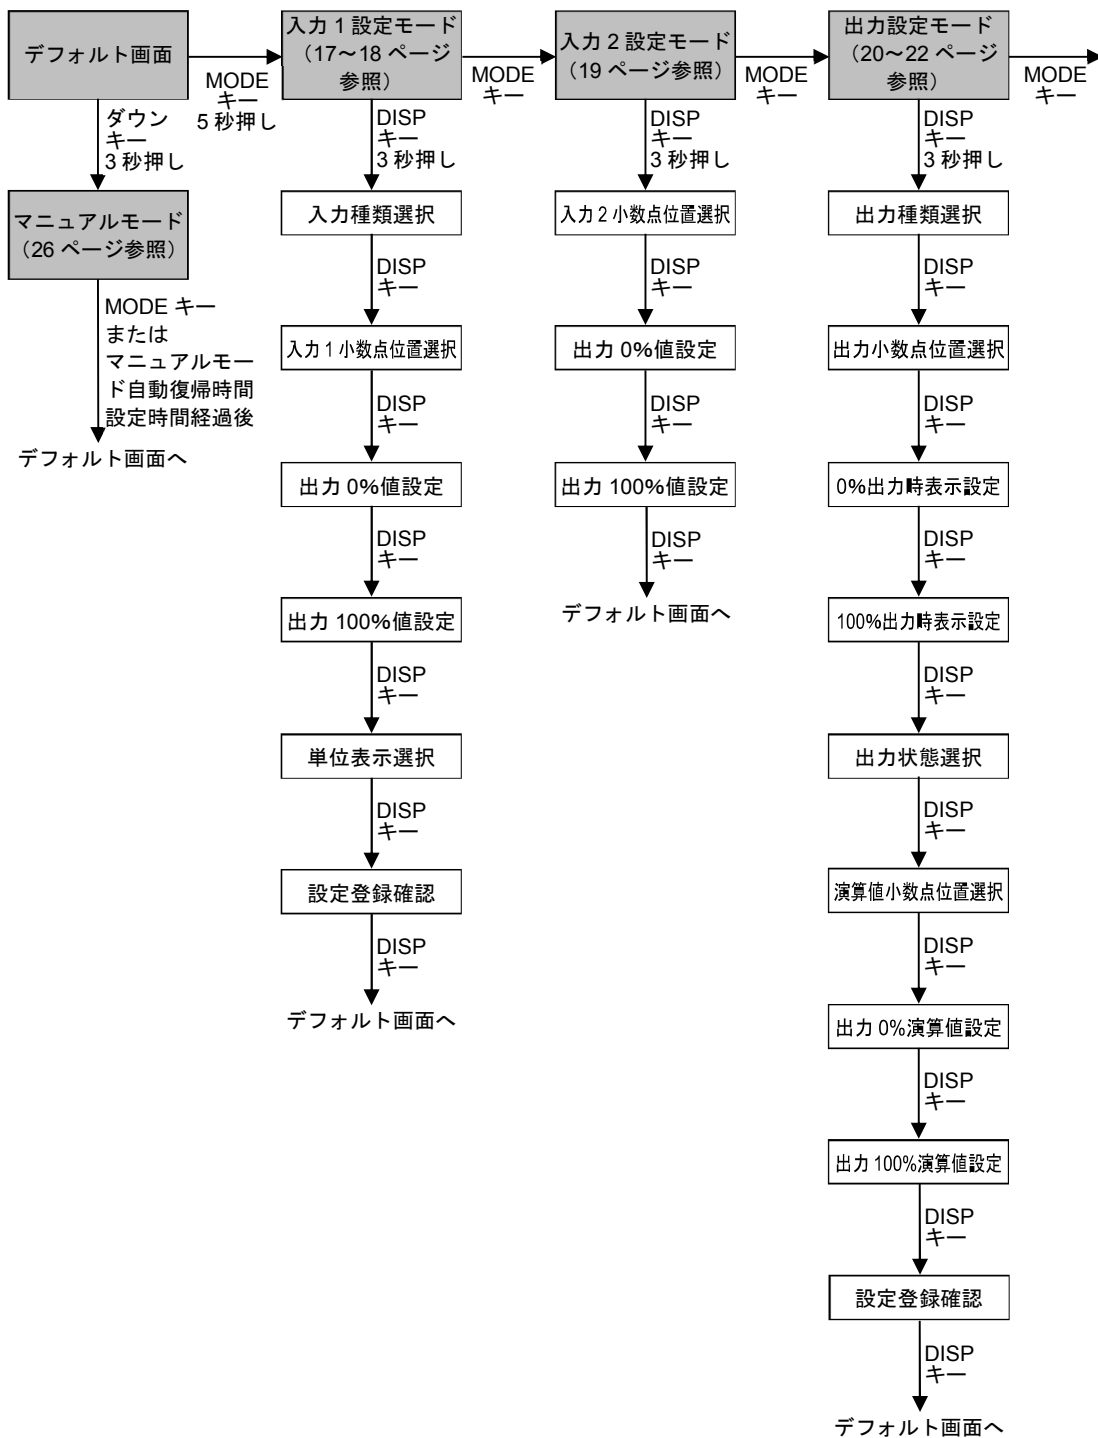 デフォルト画面
MODE
キー
5 秒押し
入力 1 設定モード
（17～18 ページ
参照）
MODE
キー
入力 2 設定モード
（19 ページ参照）
MODE
キー
出力設定モード
（20～22 ページ
参照）
MODE
キー
ダウン
キー
3 秒押し
マニュアルモード
（26 ページ参照）
MODE キー
または
マニュアルモー
ド自動復帰時間
設定時間経過後
デフォルト画面へ
DISP
キー
3 秒押し
入力種類選択
DISP
キー
入力 1 小数点位置選択
DISP
キー
出力 0%値設定
DISP
キー
出力 100%値設定
DISP
キー
単位表示選択
DISP
キー
設定登録確認
DISP
キー
デフォルト画面へ
DISP
キー
3 秒押し
入力 2 小数点位置選択
DISP
キー
出力 0%値設定
DISP
キー
出力 100%値設定
DISP
キー
デフォルト画面へ
DISP
キー
3 秒押し
出力種類選択
DISP
キー
出力小数点位置選択
DISP
キー
0%出力時表示設定
DISP
キー
100%出力時表示設定
DISP
キー
出力状態選択
DISP
キー
演算値小数点位置選択
DISP
キー
出力 0%演算値設定
DISP
キー
出力 100%演算値設定
DISP
キー
設定登録確認
DISP
キー
デフォルト画面へ